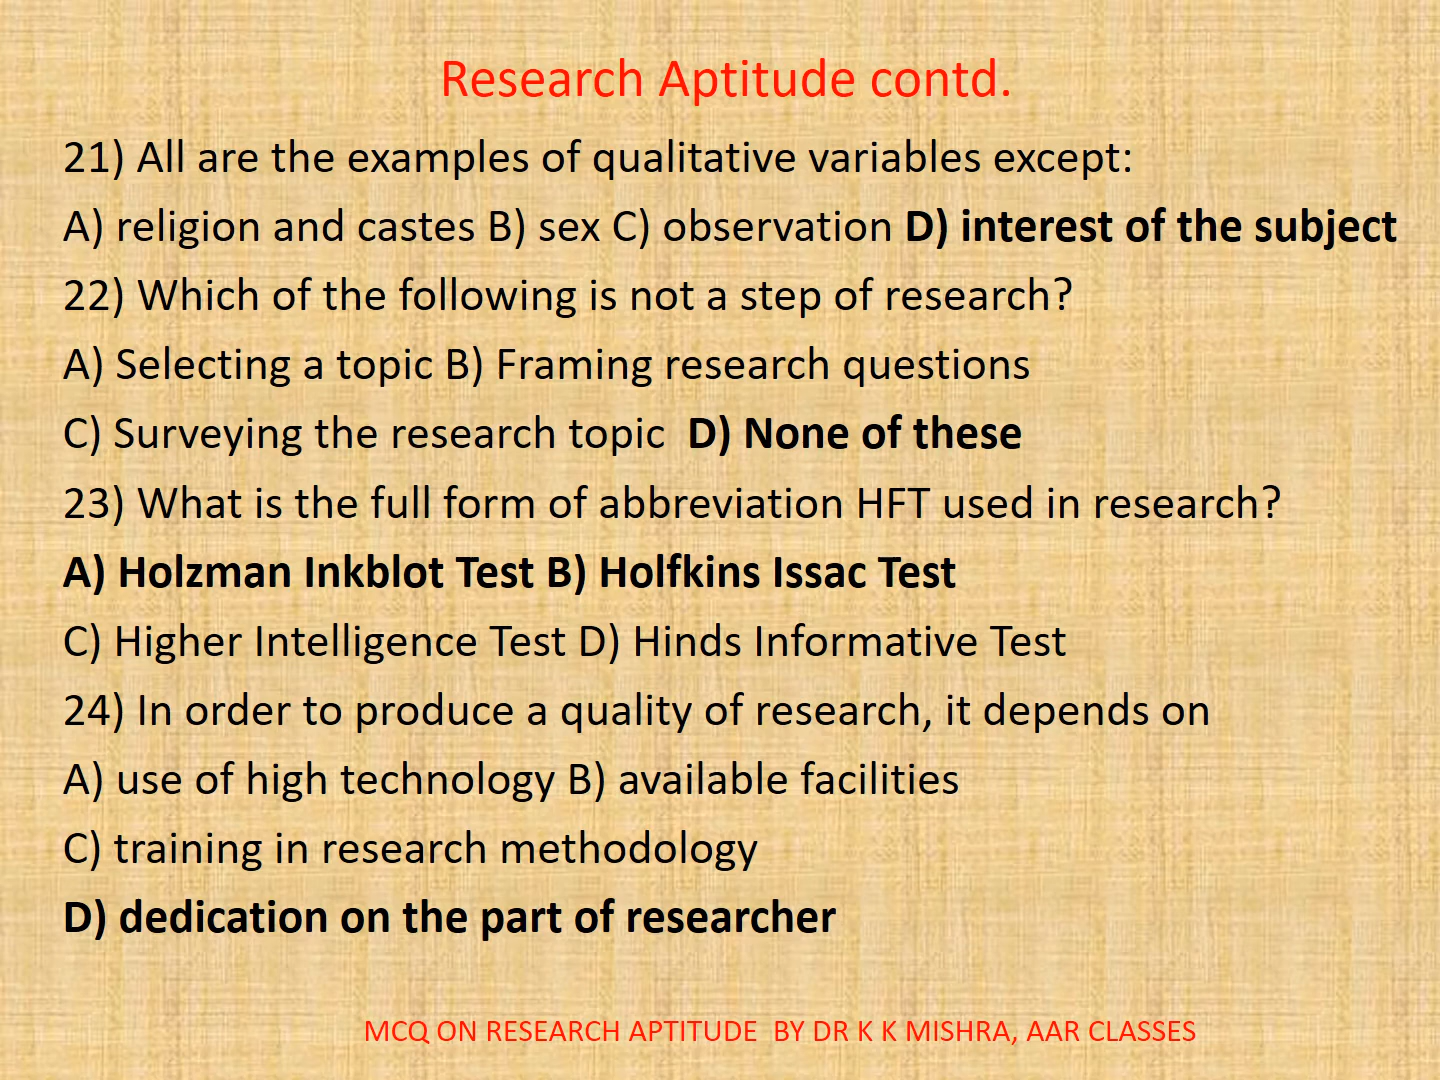 Research Aptitude contd.
21) All are the examples of qualitative variables except:
A) religion and castes B) sex C) observation D) interest of the subject
22) Which of the following is not a step of research?
A) Selecting a topic B) Framing research questions
C) Surveying the research topic  D) None of these
23) What is the full form of abbreviation HFT used in research?
A) Holzman Inkblot Test B) Holfkins Issac Test
C) Higher Intelligence Test D) Hinds Informative Test
24) In order to produce a quality of research, it depends on
A) use of high technology B) available facilities
C) training in research methodology
D) dedication on the part of researcher
MCQ ON RESEARCH APTITUDE  BY DR K K MISHRA, AAR CLASSES